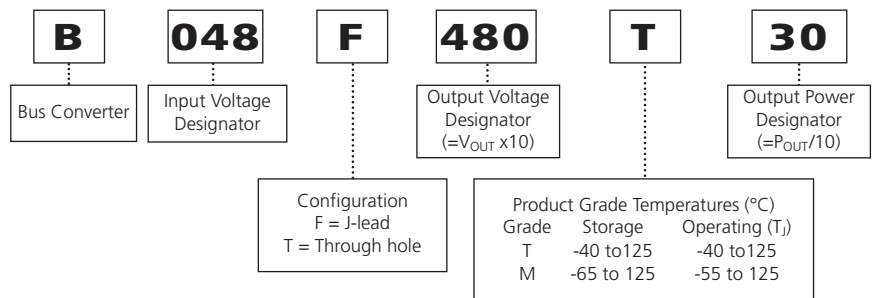 B 048 F 480 T 30
Bus Converter
Input Voltage
Designator
Output Voltage
Designator
(=VOUT x10)
Output Power
Designator
(=POUT/10)
Configuration
F = J-lead
T = Through hole
Product Grade Temperatures (°C)
Grade Storage Operating (TJ)
T -40 to125 -40 to125
M -65 to 125 -55 to 125